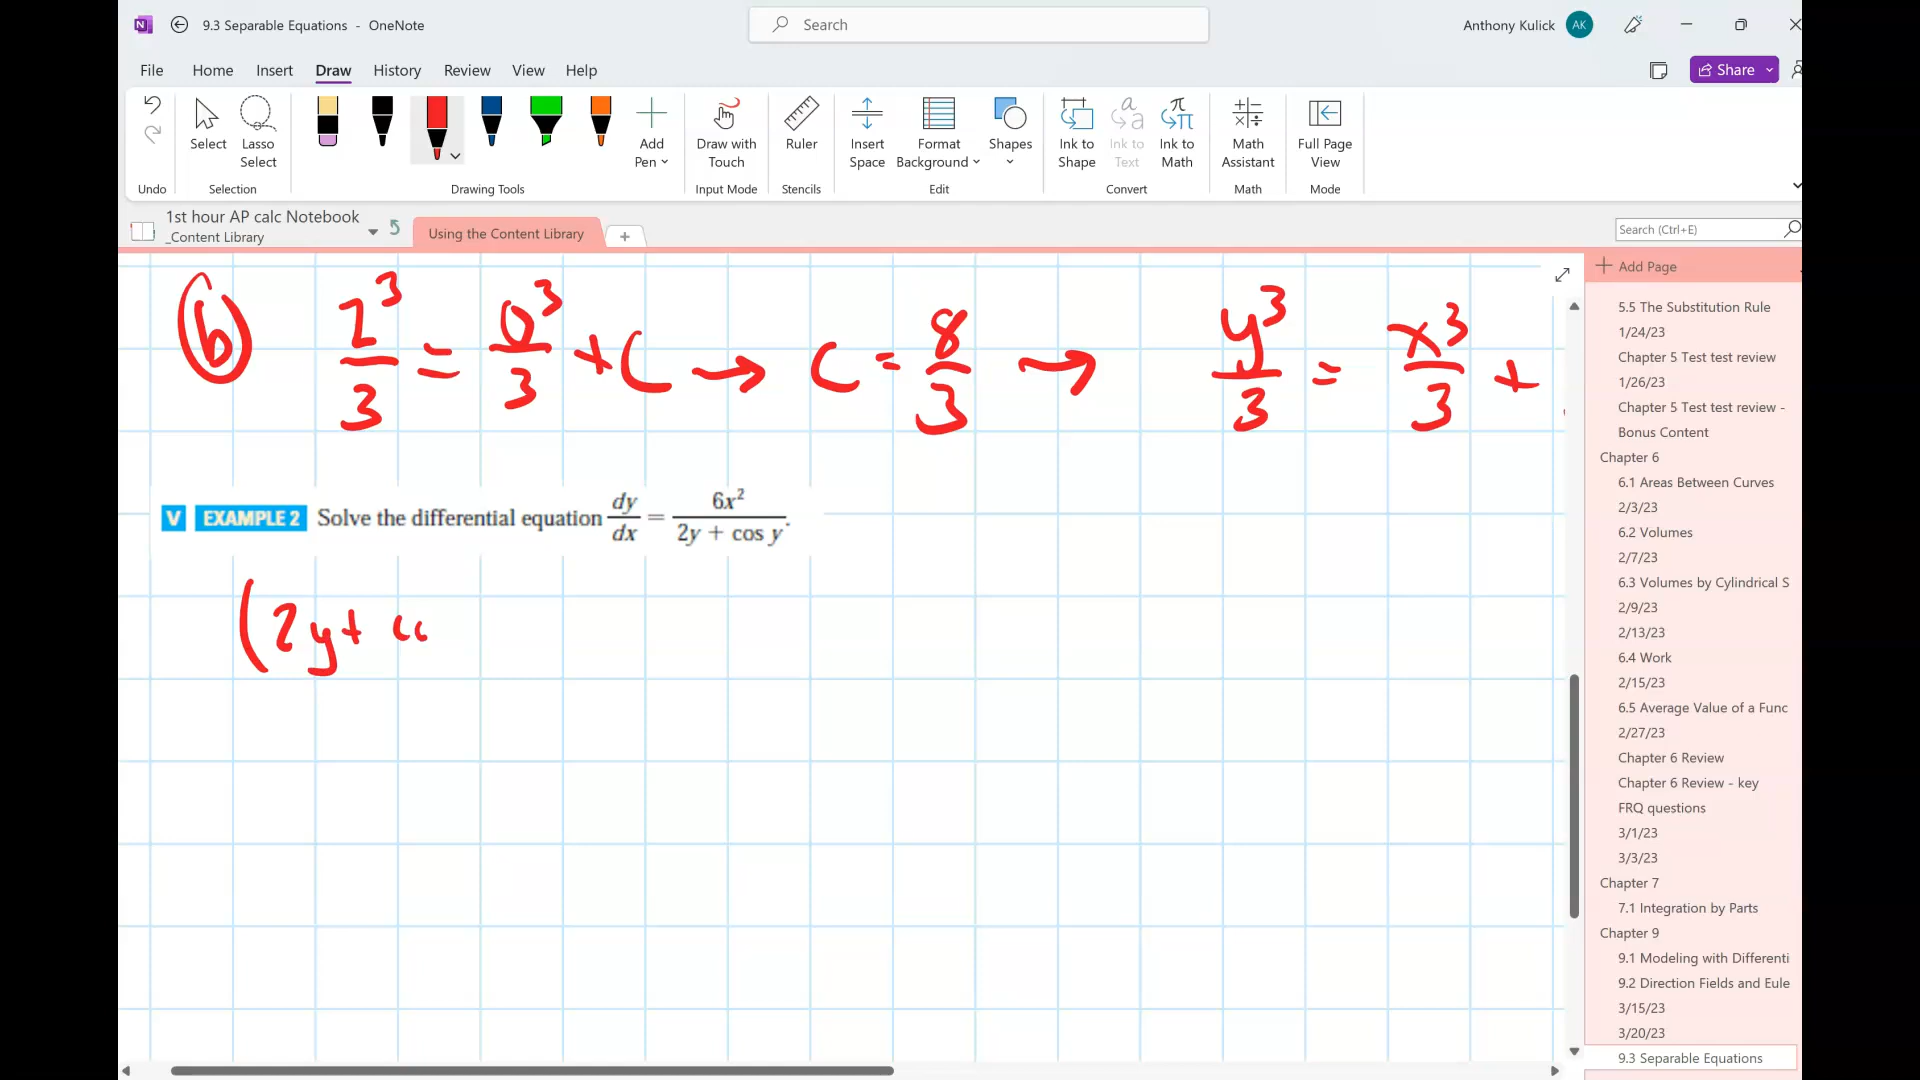 9.3 Separable Equations - OneNote
Search
Anthony Kulick AK
File Home Insert Draw History Review View Help
Share
Undo
Select
Lasso Select
Selection
Drawing Tools
Add Pen
Draw with Touch
Input Mode
Ruler
Stencils
Insert Space
Format Background
Shapes
Edit
Ink to Shape
Ink to Text
Ink to Math
Convert
Math Assistant
Math
Full Page View
Mode
1st hour AP calc Notebook
_Content Library
Using the Content Library
Search (Ctrl+E)
(b) 2^3/3 = 0^3/3 + C → C = 8/3 → y^3/3 = x^3/3 +
V EXAMPLE 2 Solve the differential equation dy/dx = 6x²/(2y + cos y).
(2y+ co
Add Page
5.5 The Substitution Rule
1/24/23
Chapter 5 Test test review
1/26/23
Chapter 5 Test test review -
Bonus Content
Chapter 6
6.1 Areas Between Curves
2/3/23
6.2 Volumes
2/7/23
6.3 Volumes by Cylindrical S
2/9/23
2/13/23
6.4 Work
2/15/23
6.5 Average Value of a Func
2/27/23
Chapter 6 Review
Chapter 6 Review - key
FRQ questions
3/1/23
3/3/23
Chapter 7
7.1 Integration by Parts
Chapter 9
9.1 Modeling with Differenti
9.2 Direction Fields and Eule
3/15/23
3/20/23
9.3 Separable Equations